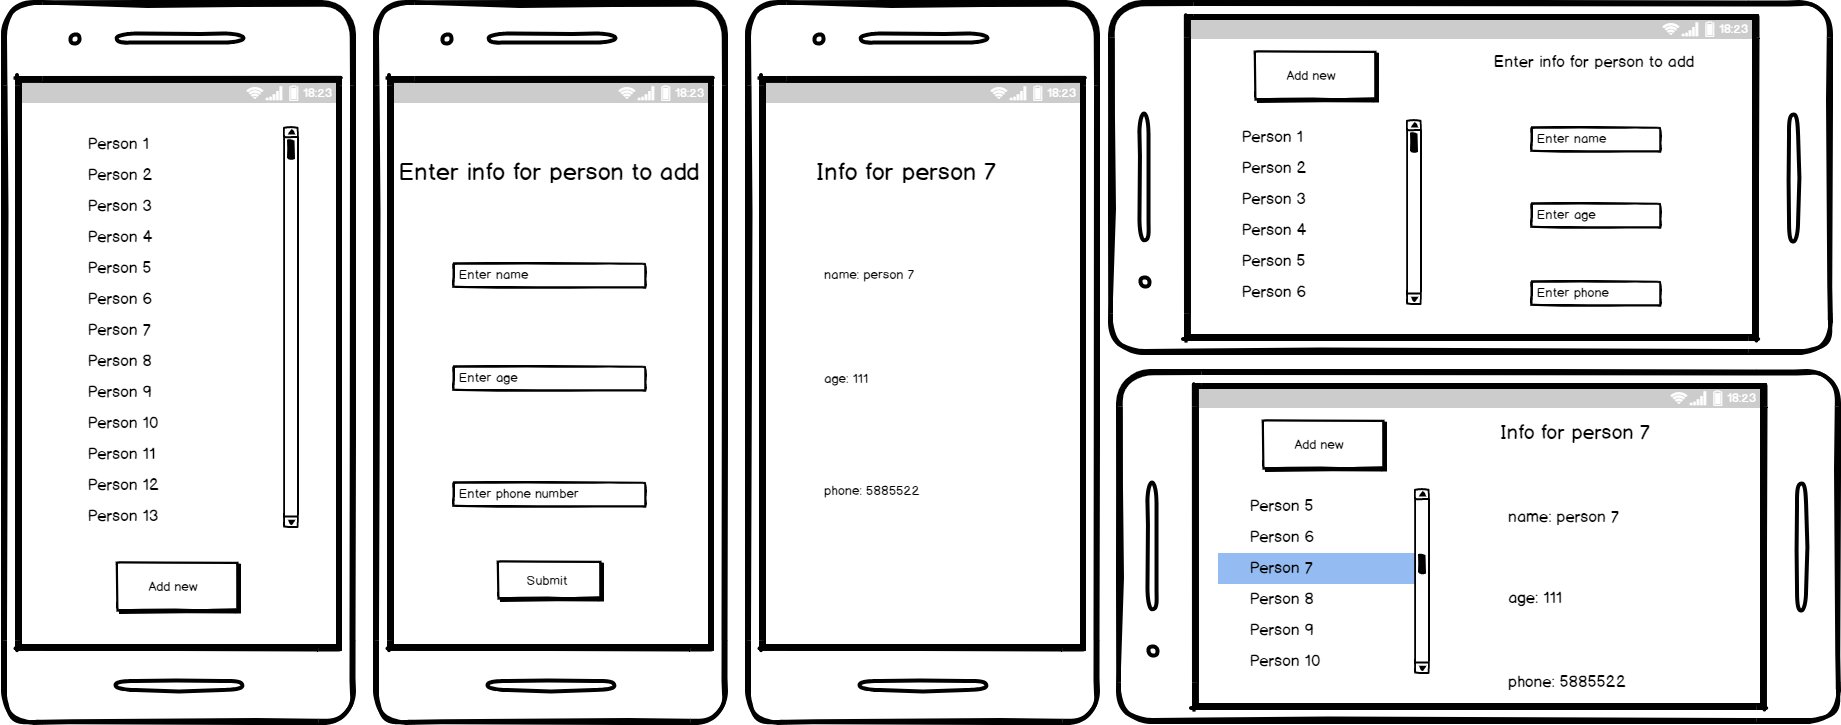 18:23
Person 1
Person 2
Person 3
Person 4
Person 5
Person 6
Person 7
Person 8
Person 9
Person 10
Person 11
Person 12
Person 13
Add new
18:23
Enter info for person to add
Enter name
Enter age
Enter phone number
Submit
18:23
Info for person 7
name: person 7
age: 111
phone: 5885522
18:23
Add new
Person 1
Person 2
Person 3
Person 4
Person 5
Person 6
Enter info for person to add
Enter name
Enter age
Enter phone
18:23
Add new
Person 5
Person 6
Person 7
Person 8
Person 9
Person 10
Info for person 7
name: person 7
age: 111
phone: 5885522